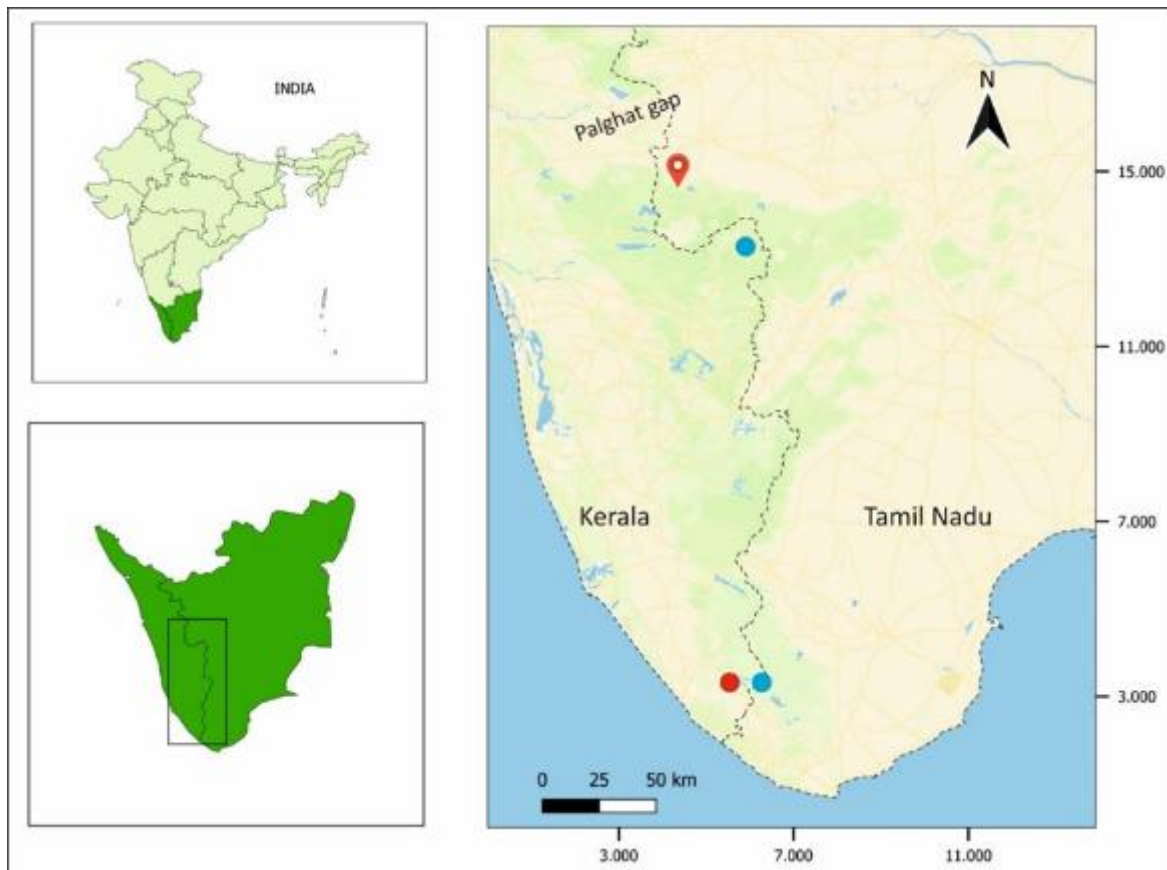 INDIA
Palghat gap
N
15.000
11.000
Kerala
Tamil Nadu
7.000
3.000
0 25 50 km
3.000 7.000 11.000